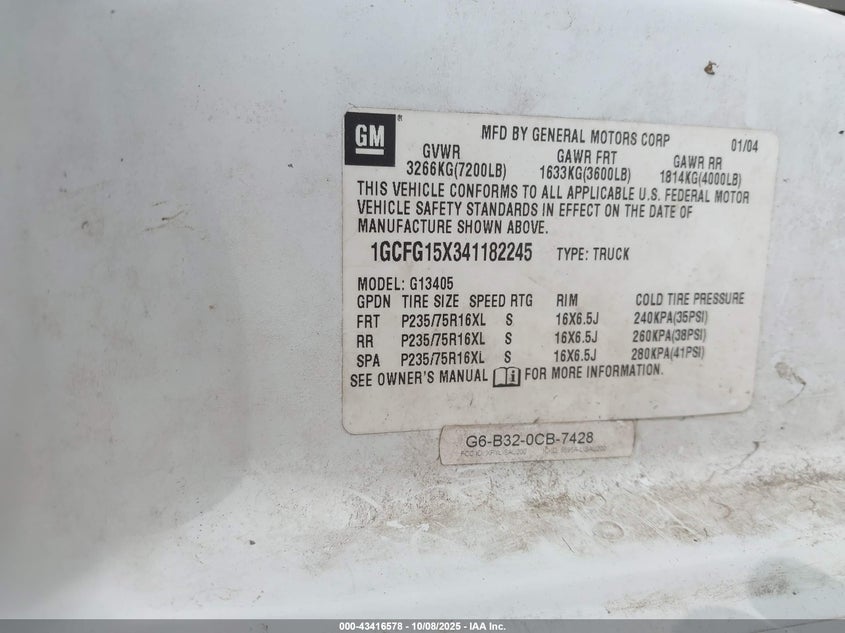 GM ®
MFD BY GENERAL MOTORS CORP 01/04
GVWR GAWR FRT GAWR RR
3266KG(7200LB) 1633KG(3600LB) 1814KG(4000LB)
THIS VEHICLE CONFORMS TO ALL APPLICABLE U.S. FEDERAL MOTOR
VEHICLE SAFETY STANDARDS IN EFFECT ON THE DATE OF
MANUFACTURE SHOWN ABOVE.
1GCFG15X341182245 TYPE: TRUCK
MODEL: G13405
GPDN TIRE SIZE SPEED RTG RIM COLD TIRE PRESSURE
FRT P235/75R16XL S 16X6.5J 240KPA(35PSI)
RR P235/75R16XL S 16X6.5J 260KPA(38PSI)
SPA P235/75R16XL S 16X6.5J 280KPA(41PSI)
SEE OWNER'S MANUAL FOR MORE INFORMATION.
G6-B32-0CB-7428
FCC ID:
000-43416578 - 10/08/2025 - IAA Inc.